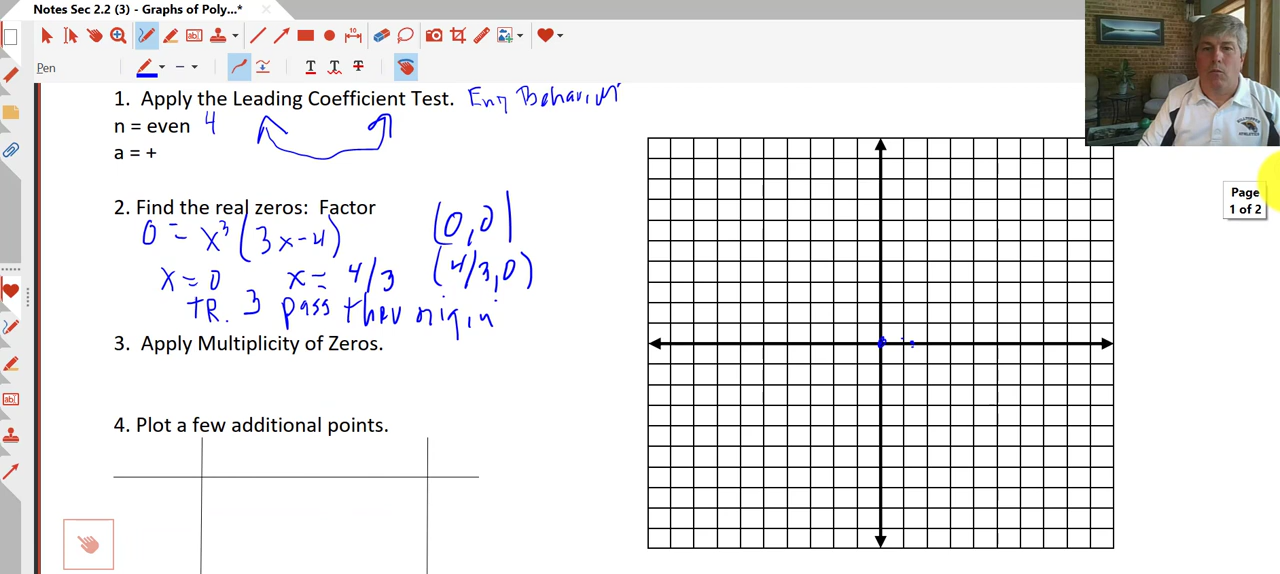 Notes Sec 2.2 (3) - Graphs of Poly...*
Pen
1. Apply the Leading Coefficient Test. End Behavior
n = even 4
a = +
2. Find the real zeros: Factor
0 = x³(3x-4)
(0,0)
x = 0 x = 4/3 (4/3,0)
TR. 3 pass thru origin
3. Apply Multiplicity of Zeros.
4. Plot a few additional points.
Page
1 of 2